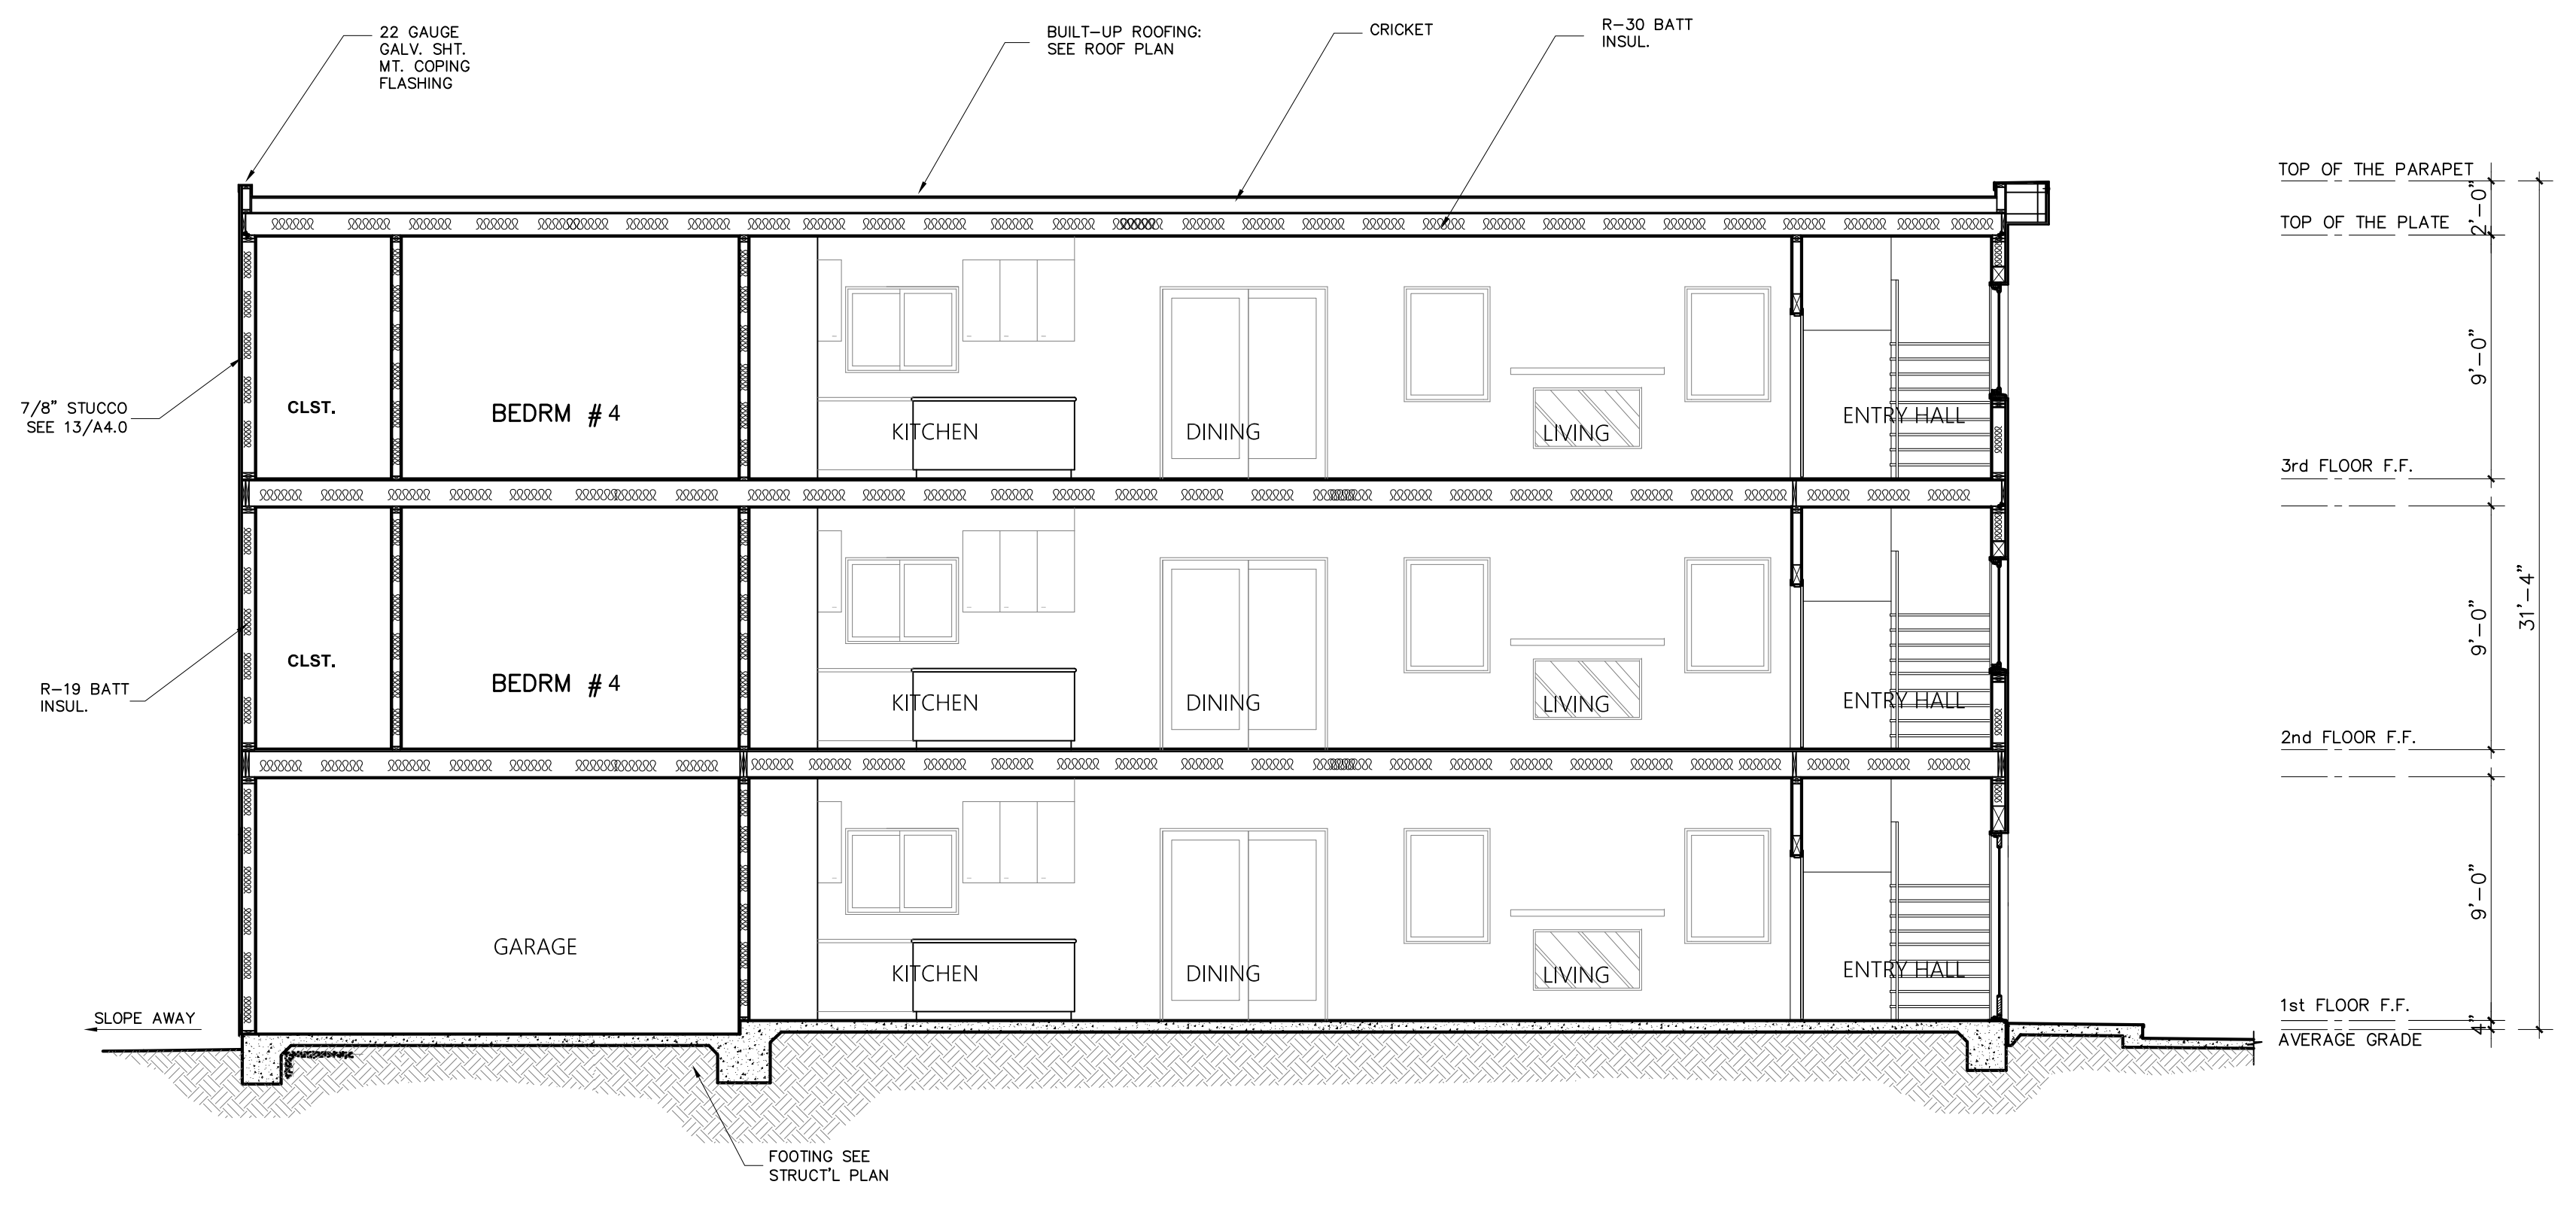 22 GAUGE
GALV. SHT.
MT. COPING
FLASHING
BUILT-UP ROOFING:
SEE ROOF PLAN
CRICKET
R-30 BATT
INSUL.
TOP OF THE PARAPET
2'-0"
TOP OF THE PLATE
9'-0"
7/8" STUCCO
SEE 13/A4.0
CLST.
BEDRM # 4
KITCHEN
DINING
LIVING
ENTRY HALL
3rd FLOOR F.F.
31'-4"
9'-0"
R-19 BATT
INSUL.
CLST.
BEDRM # 4
KITCHEN
DINING
LIVING
ENTRY HALL
2nd FLOOR F.F.
9'-0"
GARAGE
KITCHEN
DINING
LIVING
ENTRY HALL
1st FLOOR F.F.
4"
SLOPE AWAY
AVERAGE GRADE
FOOTING SEE
STRUCT'L PLAN